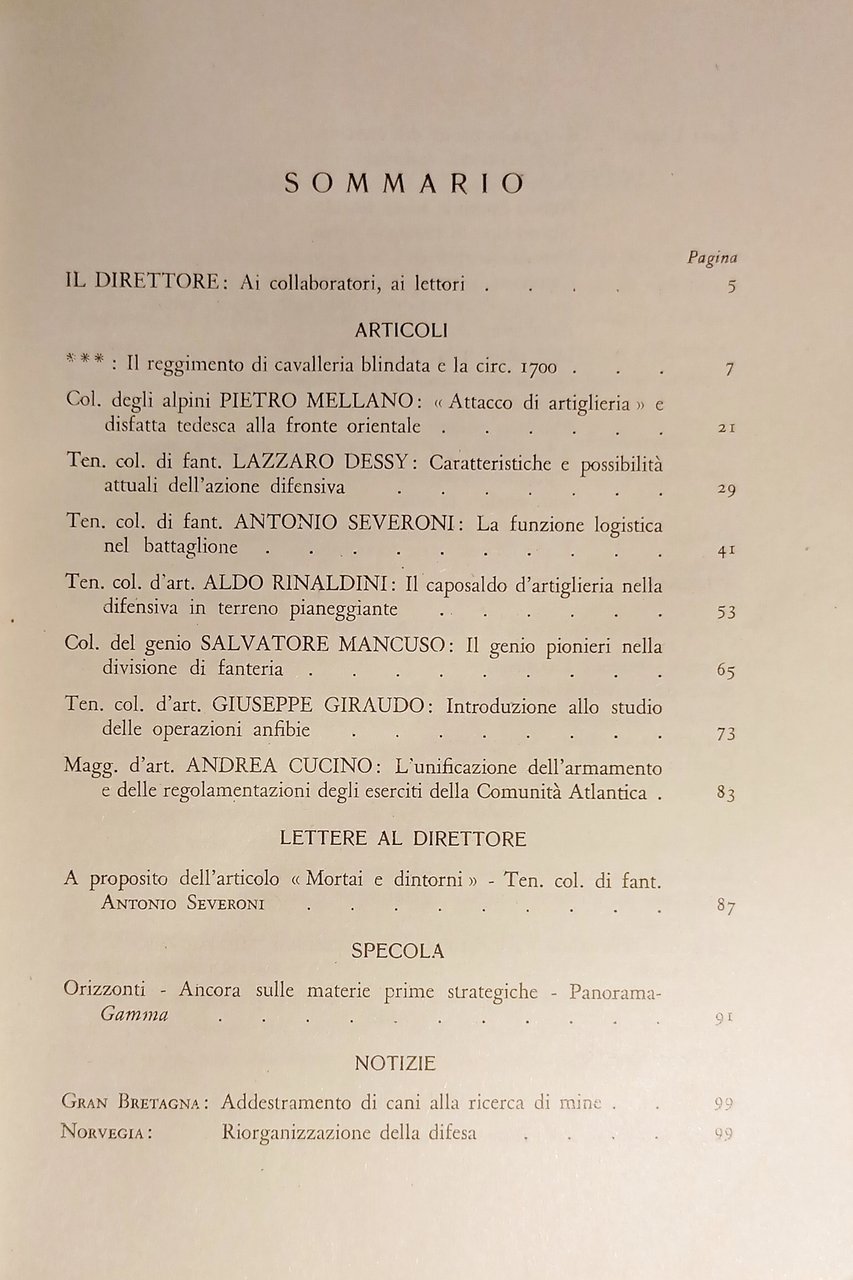 SOMMARIO
Pagina
IL DIRETTORE: Ai collaboratori, ai lettori . . . . 5
ARTICOLI
*** : Il reggimento di cavalleria blindata e la circ. 1700 . . . 7
Col. degli alpini PIETRO MELLANO: « Attacco di artiglieria » e
disfatta tedesca alla fronte orientale . . . . . . 21
Ten. col. di fant. LAZZARO DESSY: Caratteristiche e possibilità
attuali dell'azione difensiva . . . . . . . 29
Ten. col. di fant. ANTONIO SEVERONI: La funzione logistica
nel battaglione . . . . . . . . . . 41
Ten. col. d'art. ALDO RINALDINI: Il caposaldo d'artiglieria nella
difensiva in terreno pianeggiante . . . . . . 53
Col. del genio SALVATORE MANCUSO: Il genio pionieri nella
divisione di fanteria . . . . . . . . . 65
Ten. col. d'art. GIUSEPPE GIRAUDO: Introduzione allo studio
delle operazioni anfibie . . . . . . . . 73
Magg. d'art. ANDREA CUCINO: L'unificazione dell'armamento
e delle regolamentazioni degli eserciti della Comunità Atlantica . 83
LETTERE AL DIRETTORE
A proposito dell'articolo « Mortai e dintorni » - Ten. col. di fant.
ANTONIO SEVERONI . . . . . . . . . 87
SPECOLA
Orizzonti - Ancora sulle materie prime strategiche - Panorama-
Gamma . . . . . . . . . . . 91
NOTIZIE
GRAN BRETAGNA: Addestramento di cani alla ricerca di mine . . 99
NORVEGIA: Riorganizzazione della difesa . . . . 99